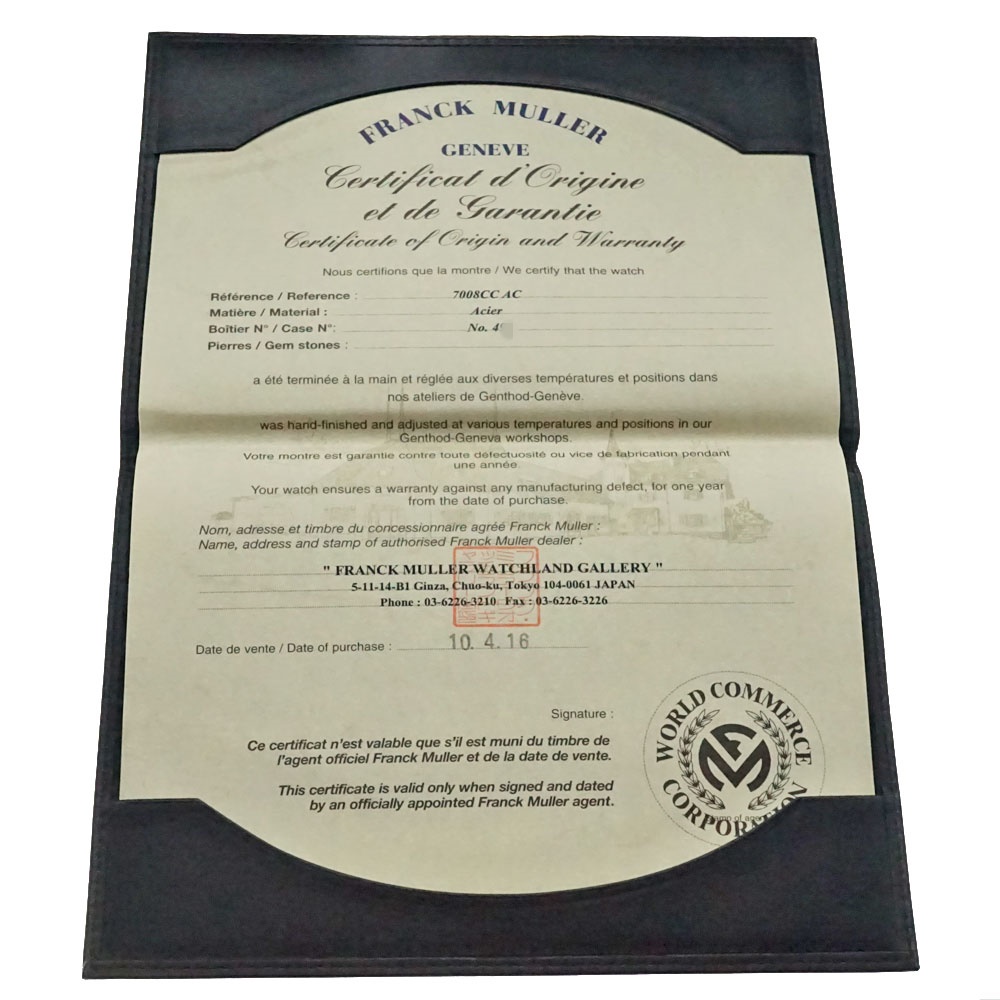 FRANCK MULLER
GENEVE
Certificat d'Origine
et de Garantie
Certificate of Origin and Warranty
Nous certifions que la montre / We certify that the watch
Référence / Reference : 7008CC AC
Matière / Material : Acier
Boîtier N° / Case N°: No. 4
Pierres / Gem stones :
a été terminée à la main et réglée aux diverses températures et positions dans
nos ateliers de Genthod-Genève.
was hand-finished and adjusted at various temperatures and positions in our
Genthod-Geneva workshops.
Votre montre est garantie contre toute défectuosité ou vice de fabrication pendant
une année.
Your watch ensures a warranty against any manufacturing defect, for one year
from the date of purchase.
Nom, adresse et timbre du concessionnaire agréé Franck Muller :
Name, address and stamp of authorised Franck Muller dealer :
" FRANCK MULLER WATCHLAND GALLERY "
5-11-14-B1 Ginza, Chuo-ku, Tokyo 104-0061 JAPAN
Phone : 03-6226-3210 Fax : 03-6226-3226
Date de vente / Date of purchase : 10. 4. 16
Signature :
WORLD COMMERCE
FM
CORPORATION
Ce certificat n'est valable que s'il est muni du timbre de
l'agent officiel Franck Muller et de la date de vente.
This certificate is valid only when signed and dated
by an officially appointed Franck Muller agent.